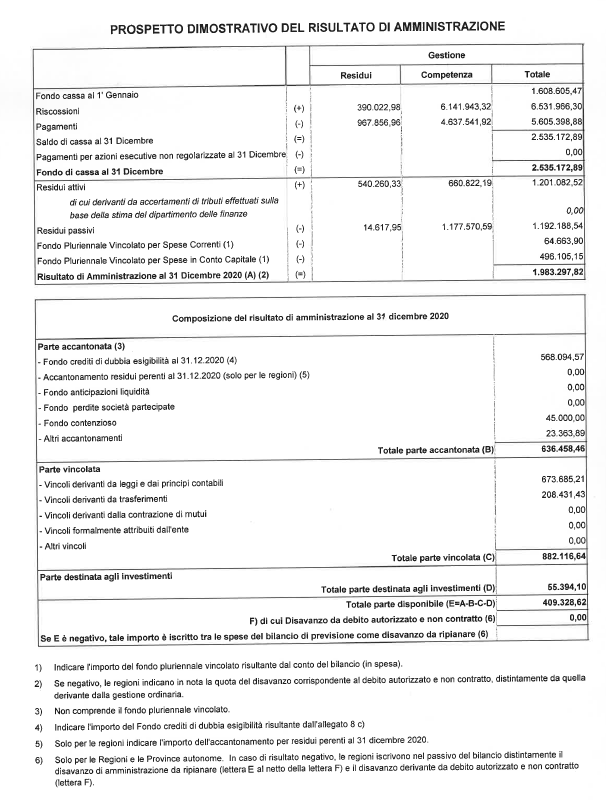 PROSPETTO DIMOSTRATIVO DEL RISULTATO DI AMMINISTRAZIONE
Gestione
Residui Competenza Totale
Fondo cassa al 1° Gennaio 1.608.605,47
Riscossioni (+) 390.022,98 6.141.943,32 6.531.966,30
Pagamenti (-) 967.856,96 4.637.541,92 5.605.398,88
Saldo di cassa al 31 Dicembre (=) 2.535.172,89
Pagamenti per azioni esecutive non regolarizzate al 31 Dicembre (-) 0,00
Fondo di cassa al 31 Dicembre (=) 2.535.172,89
Residui attivi (+) 540.260,33 660.822,19 1.201.082,52
di cui derivanti da accertamenti di tributi effettuati sulla
base della stima del dipartimento delle finanze 0,00
Residui passivi (-) 14.617,95 1.177.570,59 1.192.188,54
Fondo Pluriennale Vincolato per Spese Correnti (1) (-) 64.663,90
Fondo Pluriennale Vincolato per Spese in Conto Capitale (1) (-) 496.105,15
Risultato di Amministrazione al 31 Dicembre 2020 (A) (2) (=) 1.983.297,82
Composizione del risultato di amministrazione al 31 dicembre 2020
Parte accantonata (3)
- Fondo crediti di dubbia esigibilità al 31.12.2020 (4) 568.094,57
- Accantonamento residui perenti al 31.12.2020 (solo per le regioni) (5) 0,00
- Fondo anticipazioni liquidità 0,00
- Fondo perdite società partecipate 0,00
- Fondo contenzioso 45.000,00
- Altri accantonamenti 23.363,89
Totale parte accantonata (B) 636.458,46
Parte vincolata
- Vincoli derivanti da leggi e dai principi contabili 673.685,21
- Vincoli derivanti da trasferimenti 208.431,43
- Vincoli derivanti dalla contrazione di mutui 0,00
- Vincoli formalmente attribuiti dall'ente 0,00
- Altri vincoli 0,00
Totale parte vincolata (C) 882.116,64
Parte destinata agli investimenti
Totale parte destinata agli investimenti (D) 55.394,10
Totale parte disponibile (E=A-B-C-D) 409.328,62
F) di cui Disavanzo da debito autorizzato e non contratto (6) 0,00
Se E è negativo, tale importo è iscritto tra le spese del bilancio di previsione come disavanzo da ripianare (6)
1) Indicare l'importo del fondo pluriennale vincolato risultante dal conto del bilancio (in spesa).
2) Se negativo, le regioni indicano in nota la quota del disavanzo corrispondente al debito autorizzato e non contratto, distintamente da quella
derivante dalla gestione ordinaria.
3) Non comprende il fondo pluriennale vincolato.
4) Indicare l'importo del Fondo crediti di dubbia esigibilità risultante dall'allegato 8 c)
5) Solo per le Regioni indicare l'importo dell'accantonamento per residui perenti al 31 dicembre 2020.
6) Solo per le Regioni e le Province autonome. In caso di risultato negativo, le regioni iscrivono nel passivo del bilancio distintamente il
disavanzo di amministrazione da ripianare (lettera E al netto della lettera F) e il disavanzo derivante da debito autorizzato e non contratto
(lettera F).